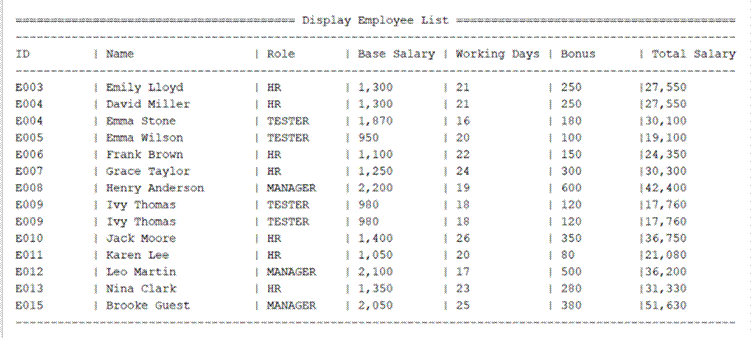 ======================================== Display Employee List ========================================
ID | Name | Role | Base Salary | Working Days | Bonus | Total Salary
E003 | Emily Lloyd | HR | 1,300 | 21 | 250 |27,550
E004 | David Miller | HR | 1,300 | 21 | 250 |27,550
E004 | Emma Stone | TESTER | 1,870 | 16 | 180 |30,100
E005 | Emma Wilson | TESTER | 950 | 20 | 100 |19,100
E006 | Frank Brown | HR | 1,100 | 22 | 150 |24,350
E007 | Grace Taylor | HR | 1,250 | 24 | 300 |30,300
E008 | Henry Anderson | MANAGER | 2,200 | 19 | 600 |42,400
E009 | Ivy Thomas | TESTER | 980 | 18 | 120 |17,760
E009 | Ivy Thomas | TESTER | 980 | 18 | 120 |17,760
E010 | Jack Moore | HR | 1,400 | 26 | 350 |36,750
E011 | Karen Lee | HR | 1,050 | 20 | 80 |21,080
E012 | Leo Martin | MANAGER | 2,100 | 17 | 500 |36,200
E013 | Nina Clark | HR | 1,350 | 23 | 280 |31,330
E015 | Brooke Guest | MANAGER | 2,050 | 25 | 380 |51,630